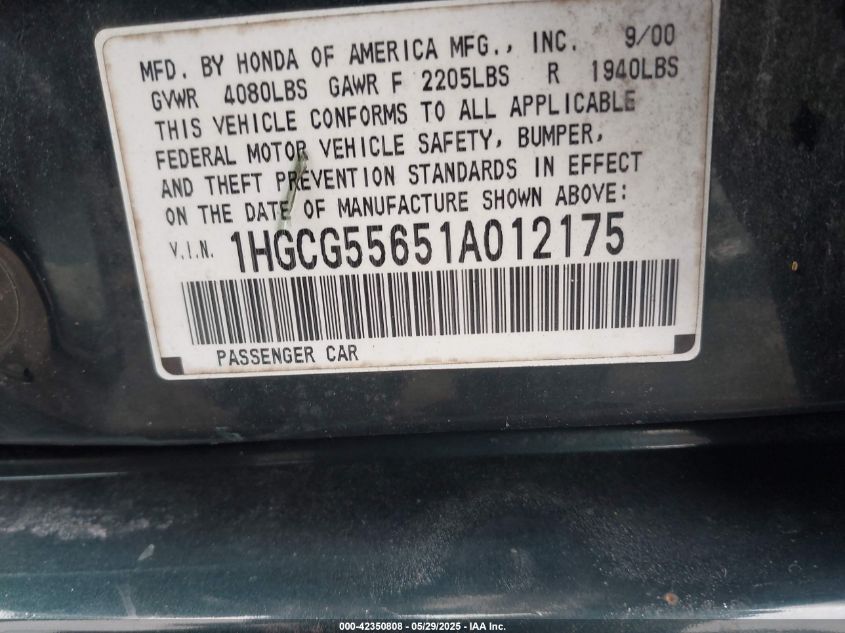 MFD. BY HONDA OF AMERICA MFG., INC. 9/00
GVWR 4080LBS GAWR F 2205LBS R 1940LBS
THIS VEHICLE CONFORMS TO ALL APPLICABLE
FEDERAL MOTOR VEHICLE SAFETY, BUMPER,
AND THEFT PREVENTION STANDARDS IN EFFECT
ON THE DATE OF MANUFACTURE SHOWN ABOVE:
V.I.N. 1HGCG55651A012175
PASSENGER CAR
000-42350808 - 05/29/2025 - IAA Inc.